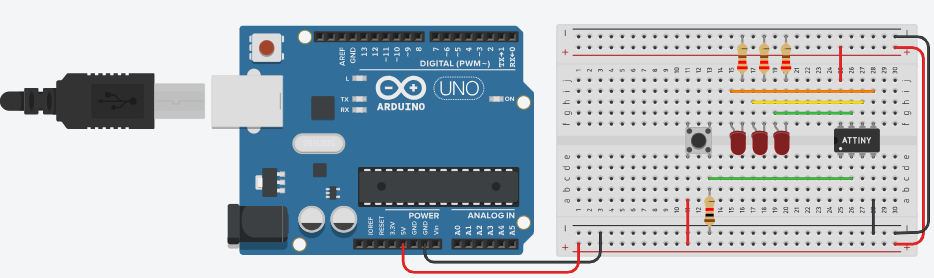 AREF
GND
13
12
~11
~10
~9
8
7
~6
~5
4
~3
2
TX→1
RX←0
DIGITAL (PWM~)
L
TX
RX
ARDUINO
UNO
ON
IOREF
RESET
3.3V
5V
GND
GND
Vin
POWER
ANALOG IN
A0
A1
A2
A3
A4
A5
ATTINY
j
i
h
g
f
e
d
c
b
a